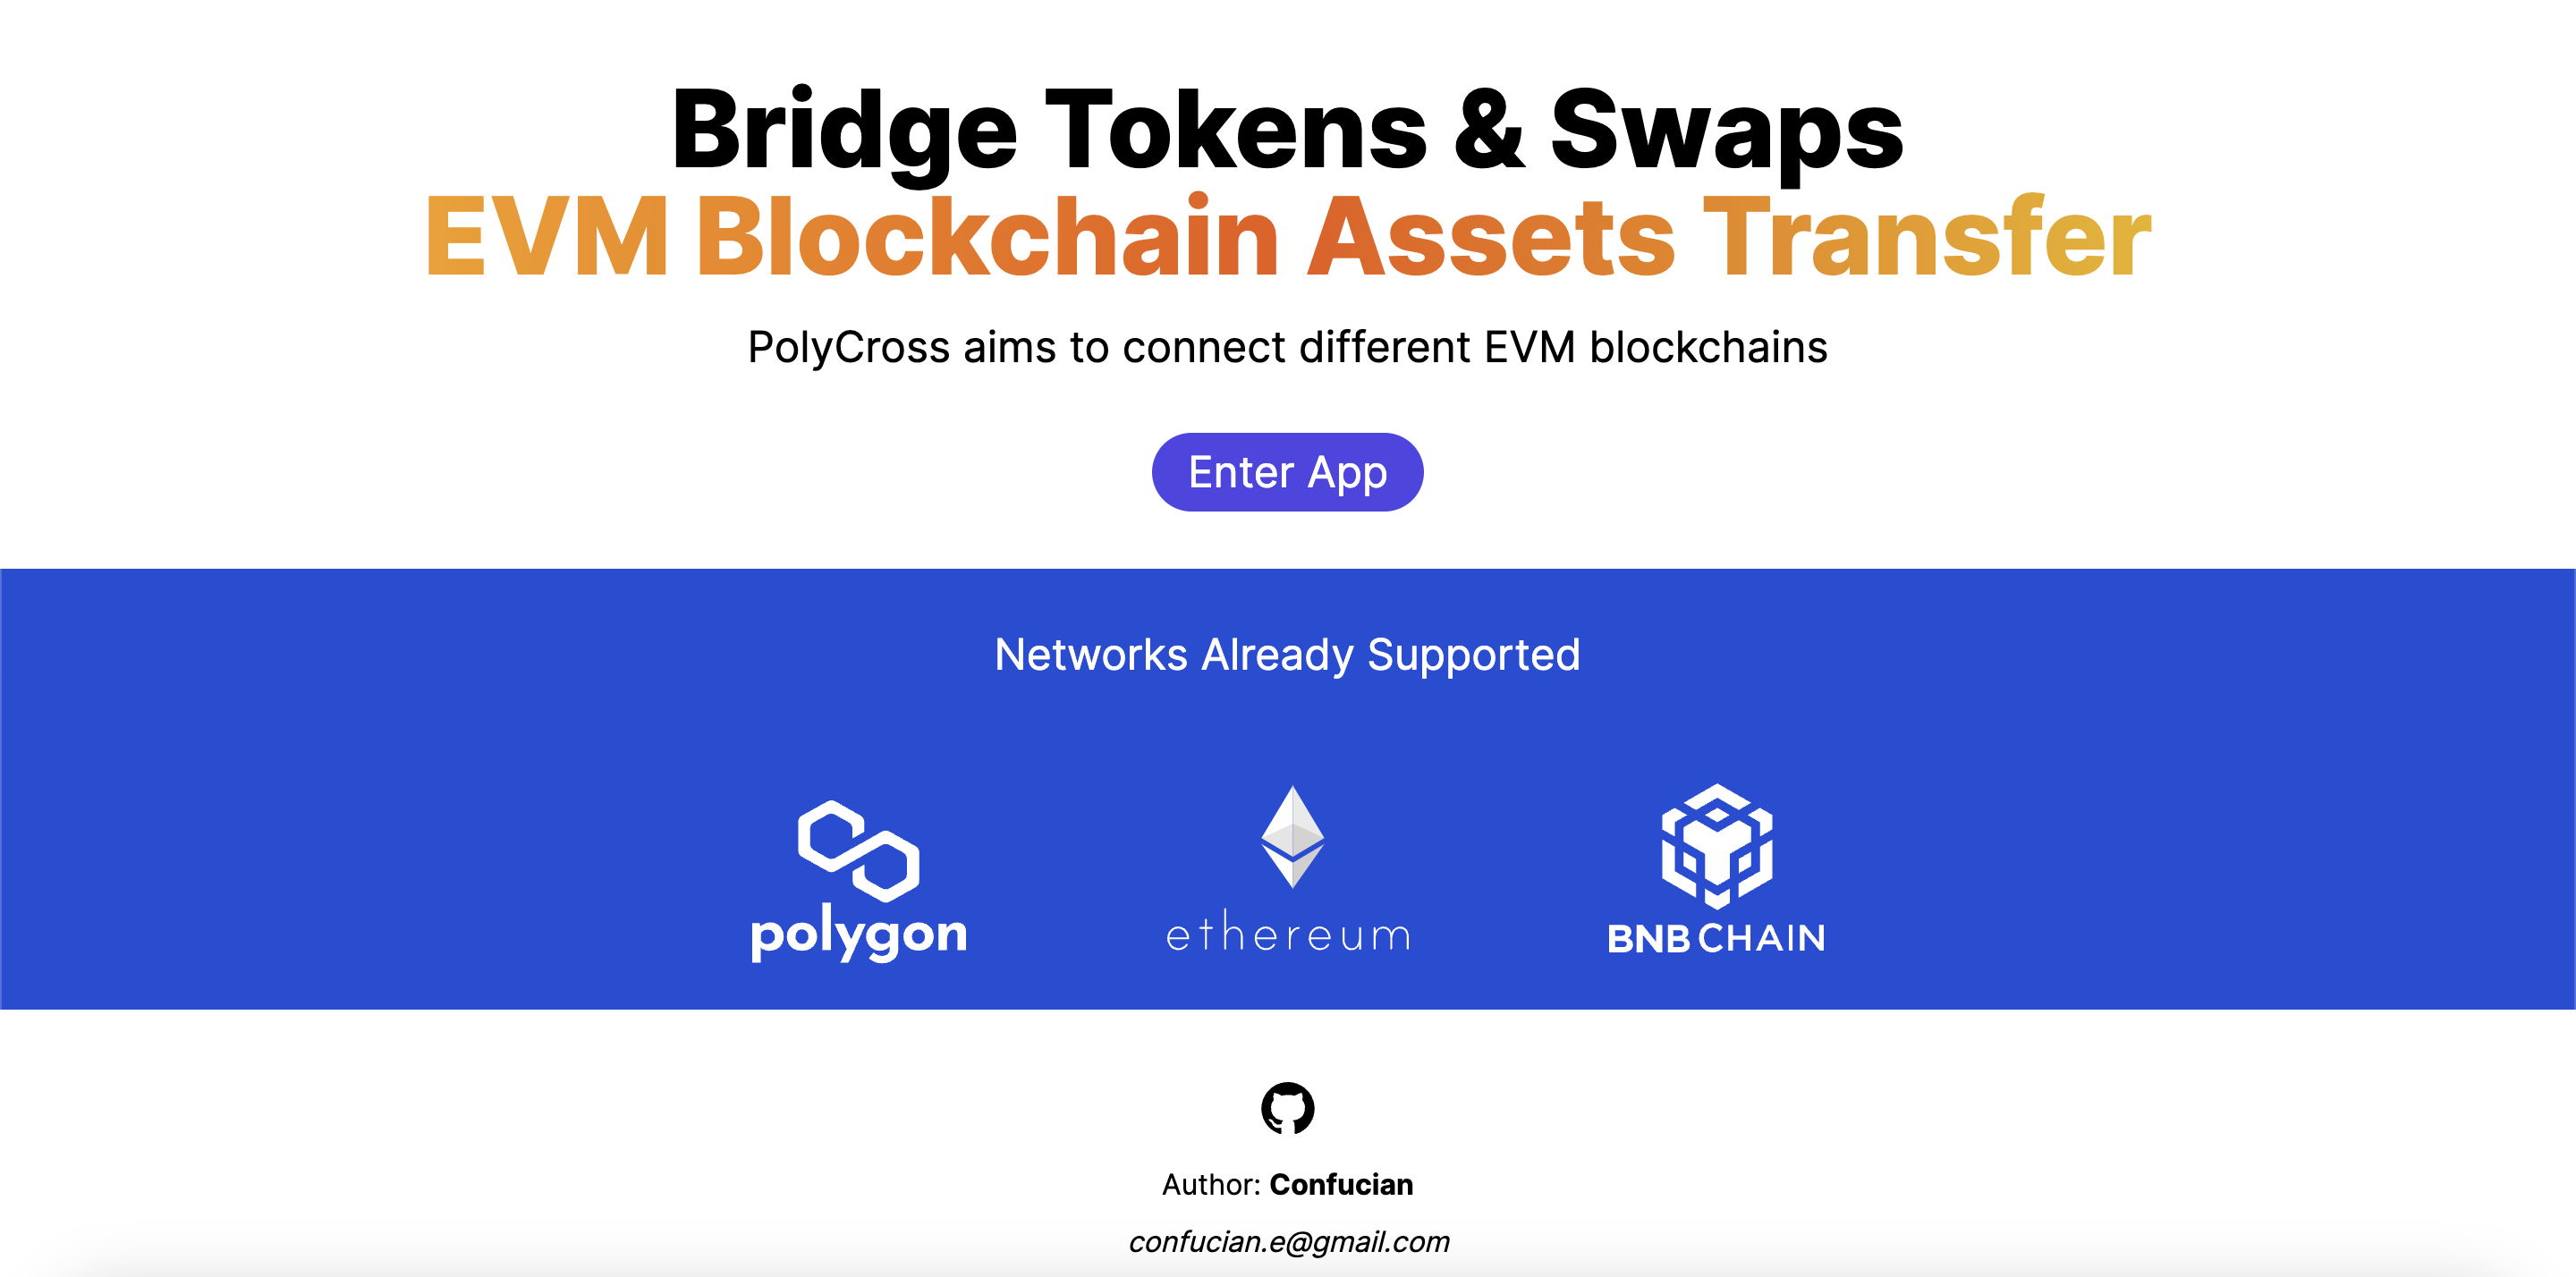 Bridge Tokens & Swaps
EVM Blockchain Assets Transfer
PolyCross aims to connect different EVM blockchains
Enter App
Networks Already Supported
polygon
ethereum
BNB CHAIN
Author: Confucian
confucian.e@gmail.com